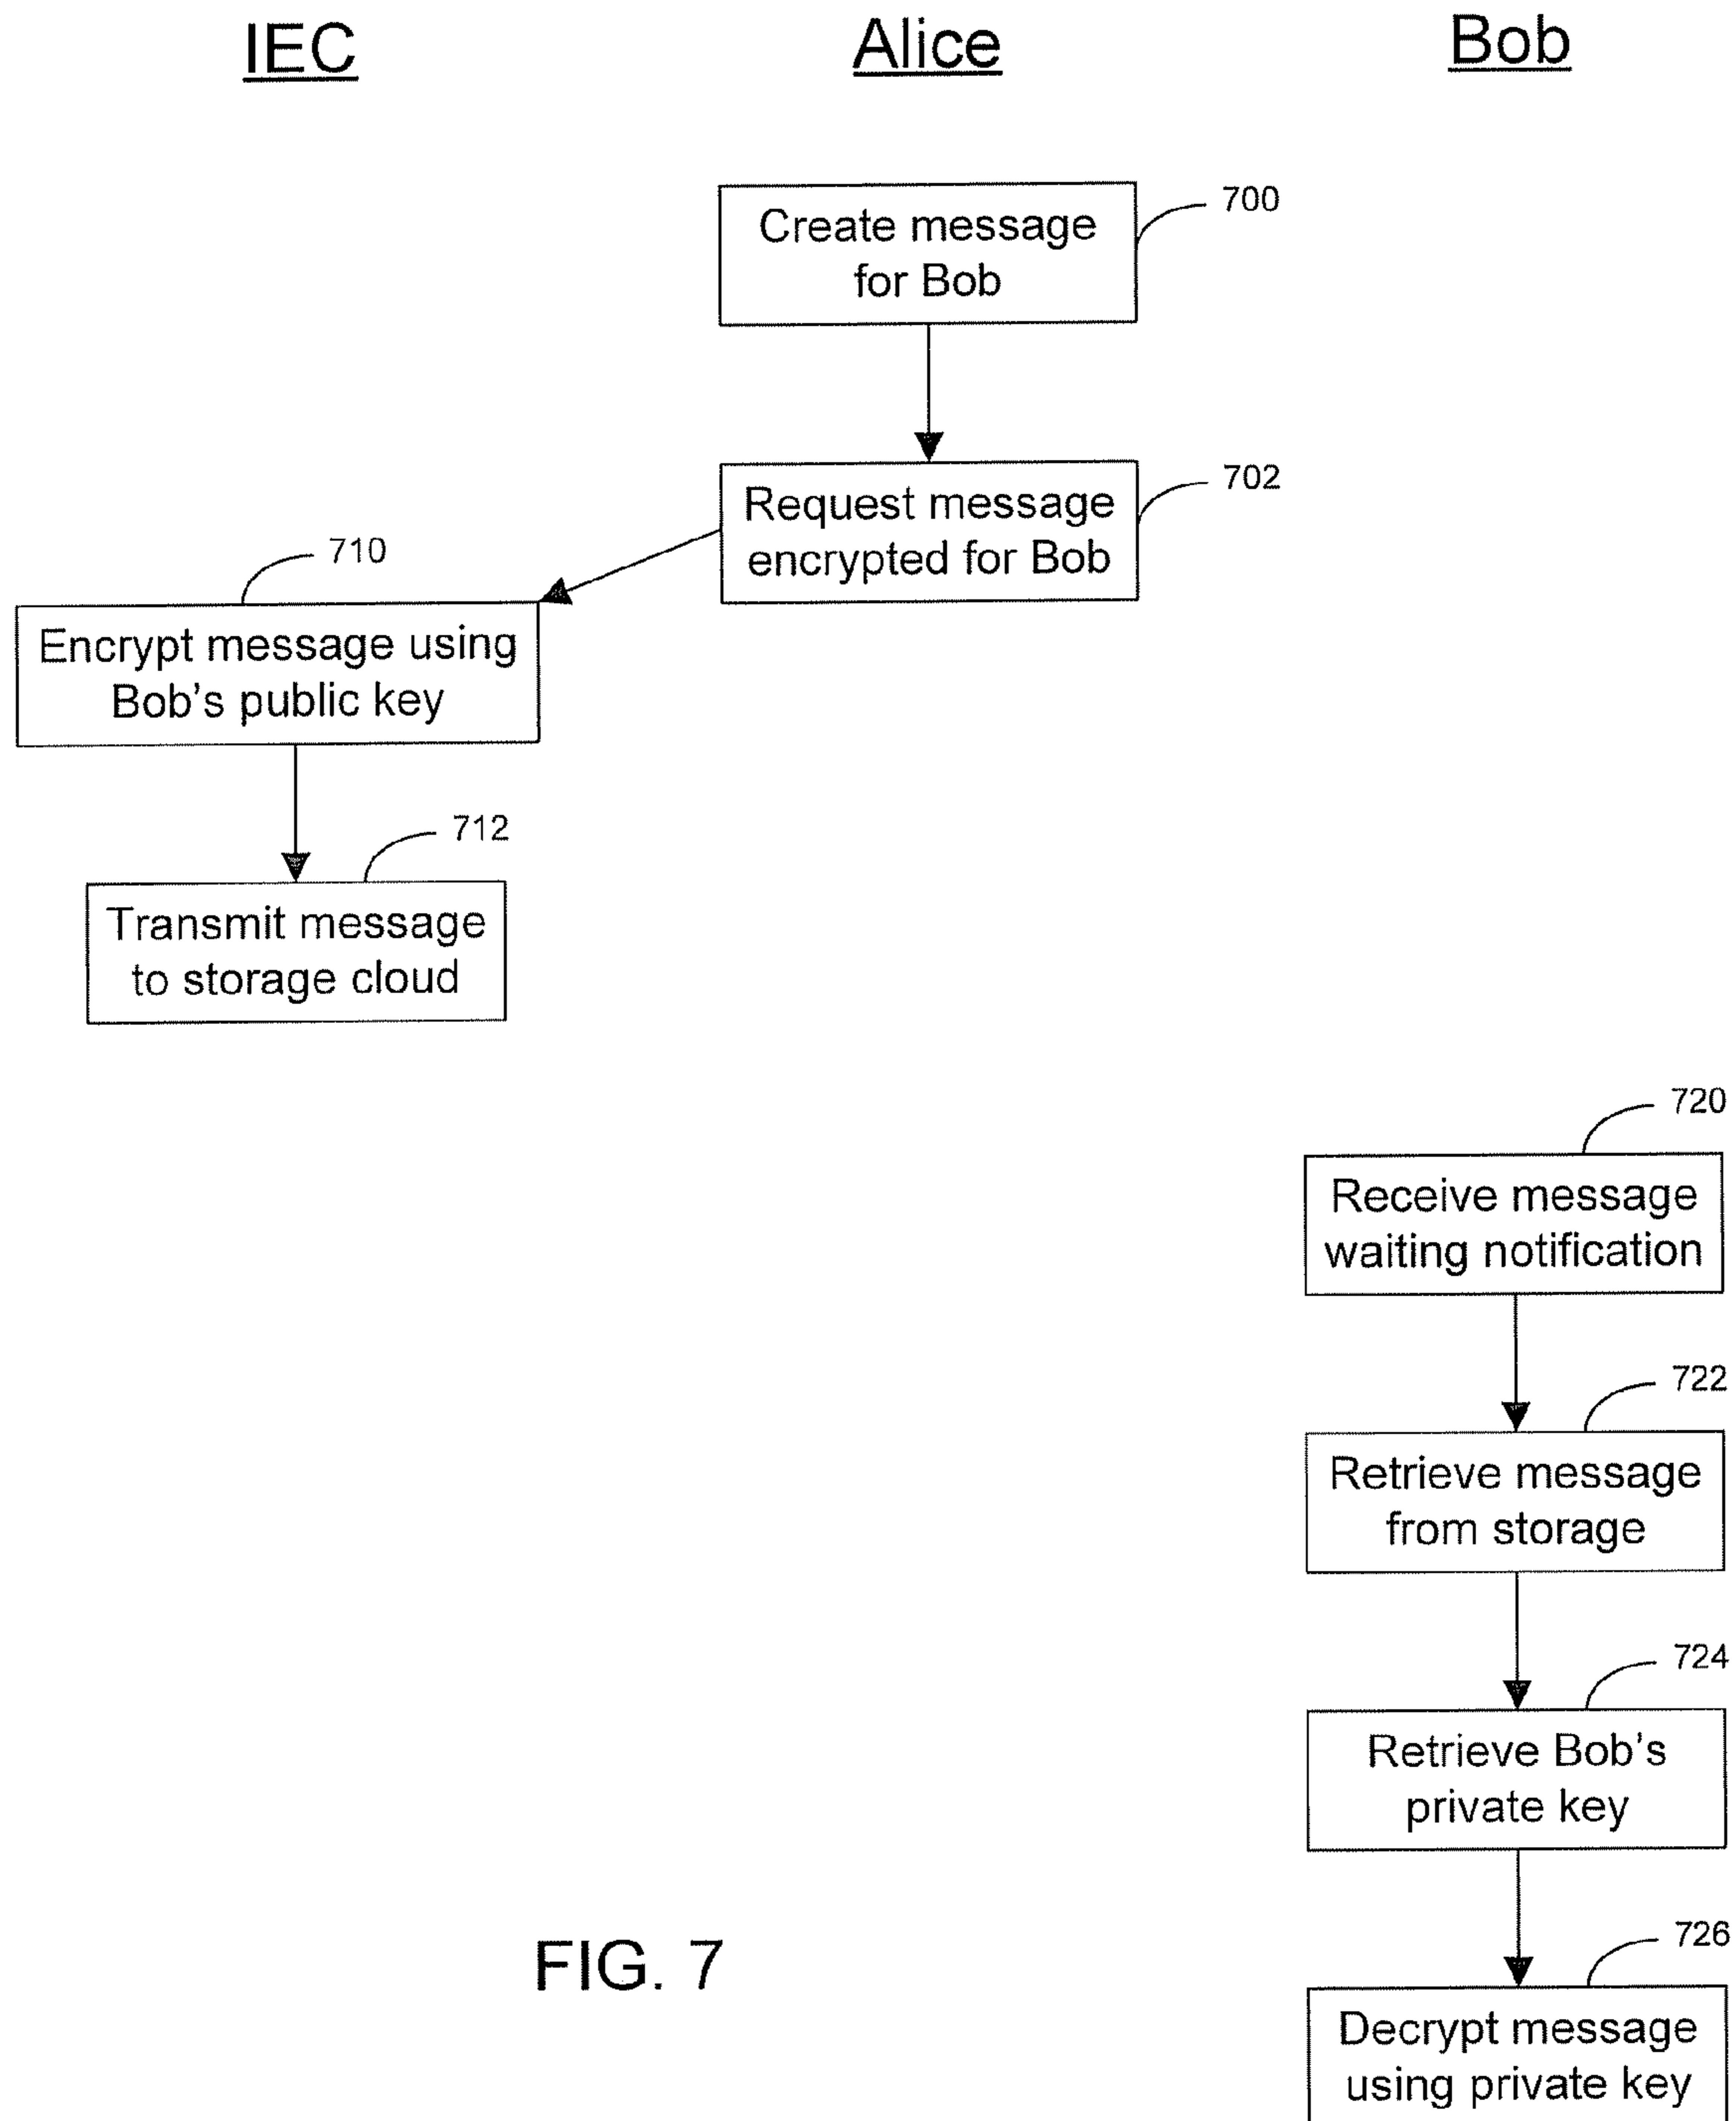 IEC
Alice
Bob
700
Create message
for Bob
702
Request message
encrypted for Bob
710
Encrypt message using
Bob's public key
712
Transmit message
to storage cloud
720
Receive message
waiting notification
722
Retrieve message
from storage
724
Retrieve Bob's
private key
726
Decrypt message
using private key
FIG. 7